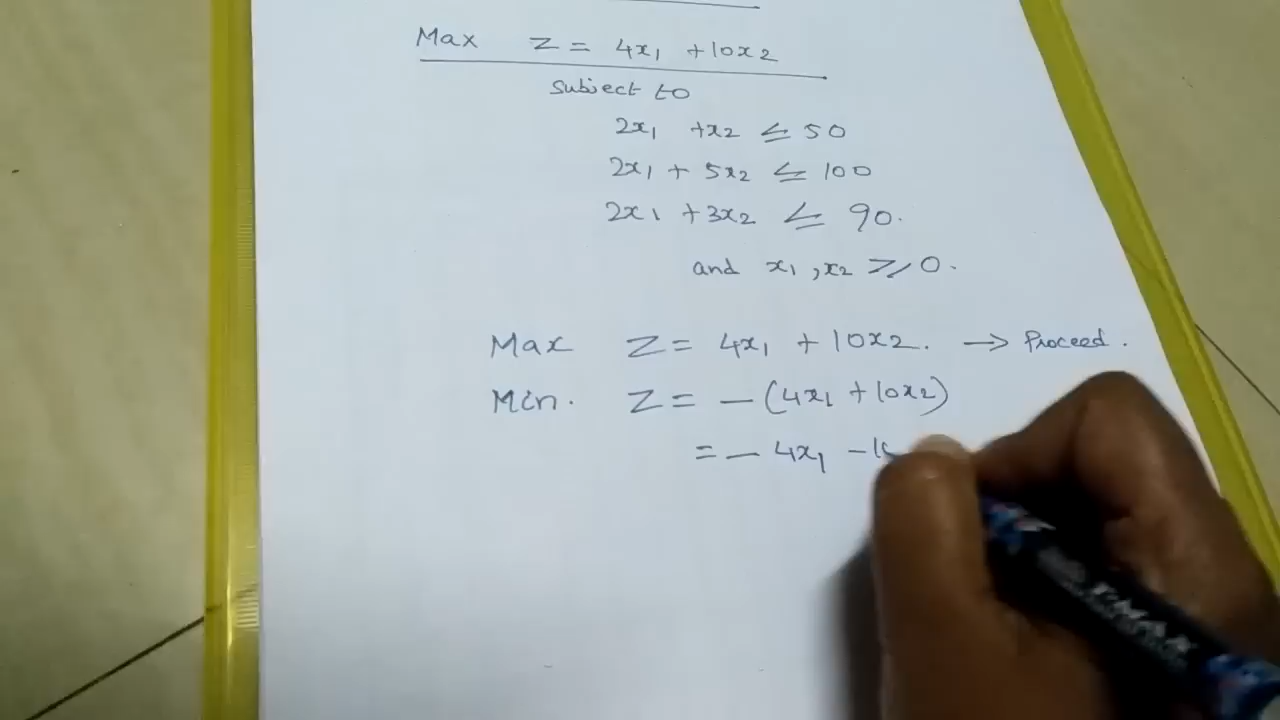 Max Z = 4x₁ + 10x₂
Subject to
2x₁ + x₂ ≤ 50
2x₁ + 5x₂ ≤ 100
2x₁ + 3x₂ ≤ 90.
and x₁, x₂ ≥ 0.
Max Z = 4x₁ + 10x₂. → Proceed.
Min. Z = - (4x₁ + 10x₂)
= - 4x₁ -